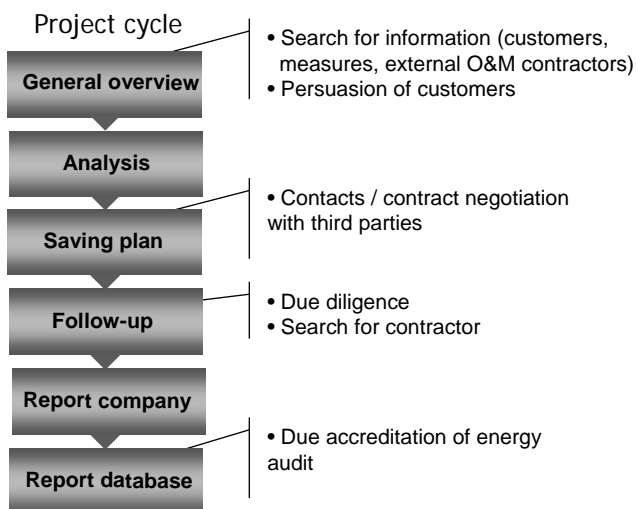 Project cycle
General overview
• Search for information (customers,
measures, external O&M contractors)
• Persuasion of customers
Analysis
Saving plan
• Contacts / contract negotiation
with third parties
Follow-up
• Due diligence
• Search for contractor
Report company
Report database
• Due accreditation of energy
audit